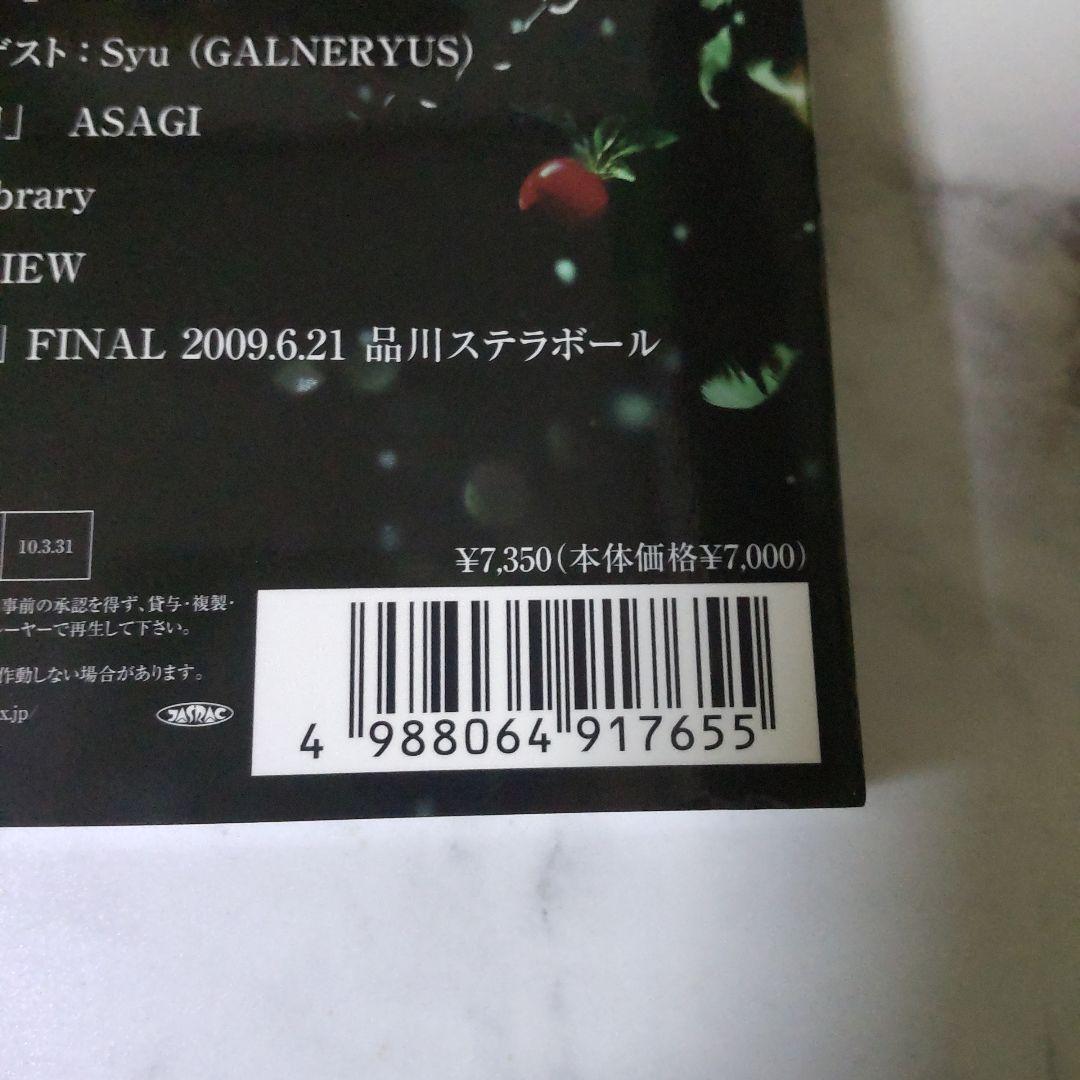 ゲスト：Syu（GALNERYUS）
」 ASAGI
brary
IEW
」FINAL 2009.6.21 品川ステラボール
10.3.31
¥7,350（本体価格¥7,000）
事前の承認を得ず、貸与・複製・
レーヤーで再生して下さい。
作動しない場合があります。
x.jp/
JASRAC
4 988064 917655